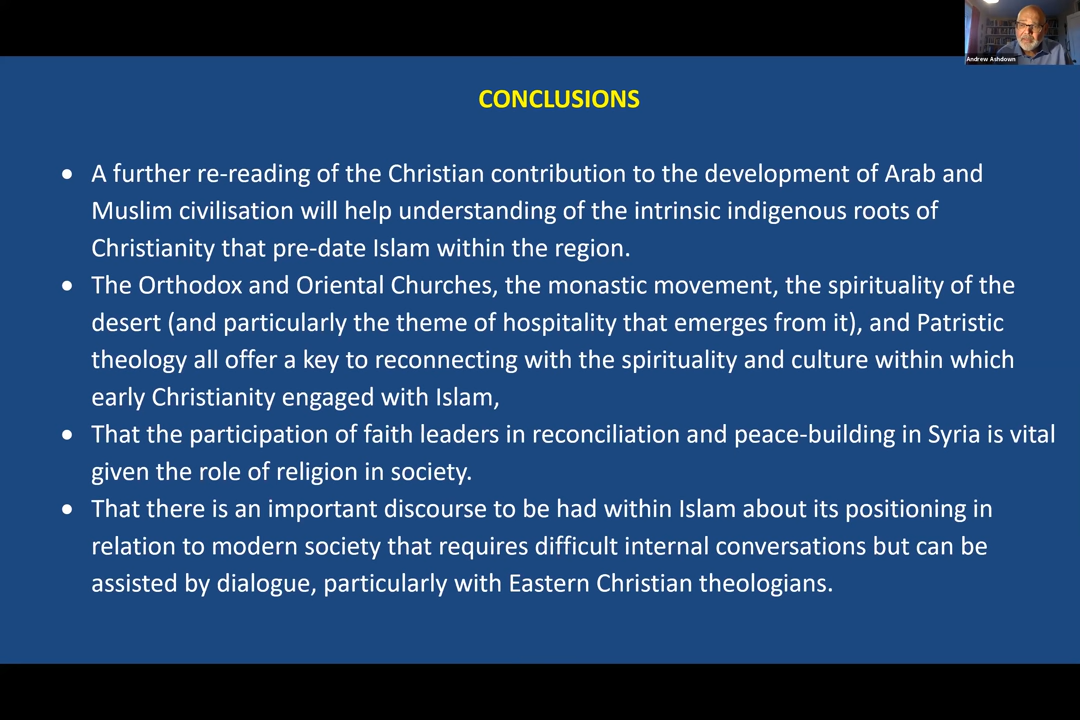 Andrew Ashdown
CONCLUSIONS
• A further re-reading of the Christian contribution to the development of Arab and
Muslim civilisation will help understanding of the intrinsic indigenous roots of
Christianity that pre-date Islam within the region.
• The Orthodox and Oriental Churches, the monastic movement, the spirituality of the
desert (and particularly the theme of hospitality that emerges from it), and Patristic
theology all offer a key to reconnecting with the spirituality and culture within which
early Christianity engaged with Islam,
• That the participation of faith leaders in reconciliation and peace-building in Syria is vital
given the role of religion in society.
• That there is an important discourse to be had within Islam about its positioning in
relation to modern society that requires difficult internal conversations but can be
assisted by dialogue, particularly with Eastern Christian theologians.